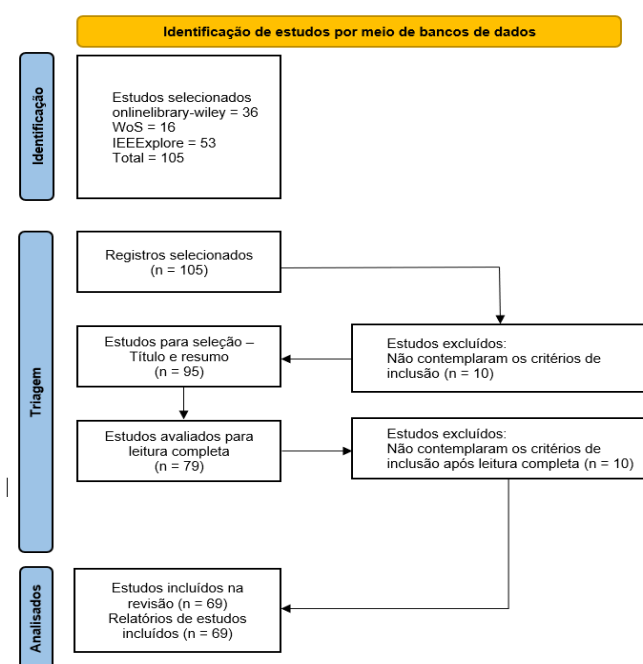 Identificação de estudos por meio de bancos de dados
Identificação
Estudos selecionados
onlinelibrary-wiley = 36
WoS = 16
IEEExplore = 53
Total = 105
Triagem
Registros selecionados
(n = 105)
Estudos para seleção –
Título e resumo
(n = 95)
Estudos excluídos:
Não contemplaram os critérios de
inclusão (n = 10)
Estudos avaliados para
leitura completa
(n = 79)
Estudos excluídos:
Não contemplaram os critérios de
inclusão após leitura completa (n = 10)
Analisados
Estudos incluídos na
revisão (n = 69)
Relatórios de estudos
incluídos (n = 69)